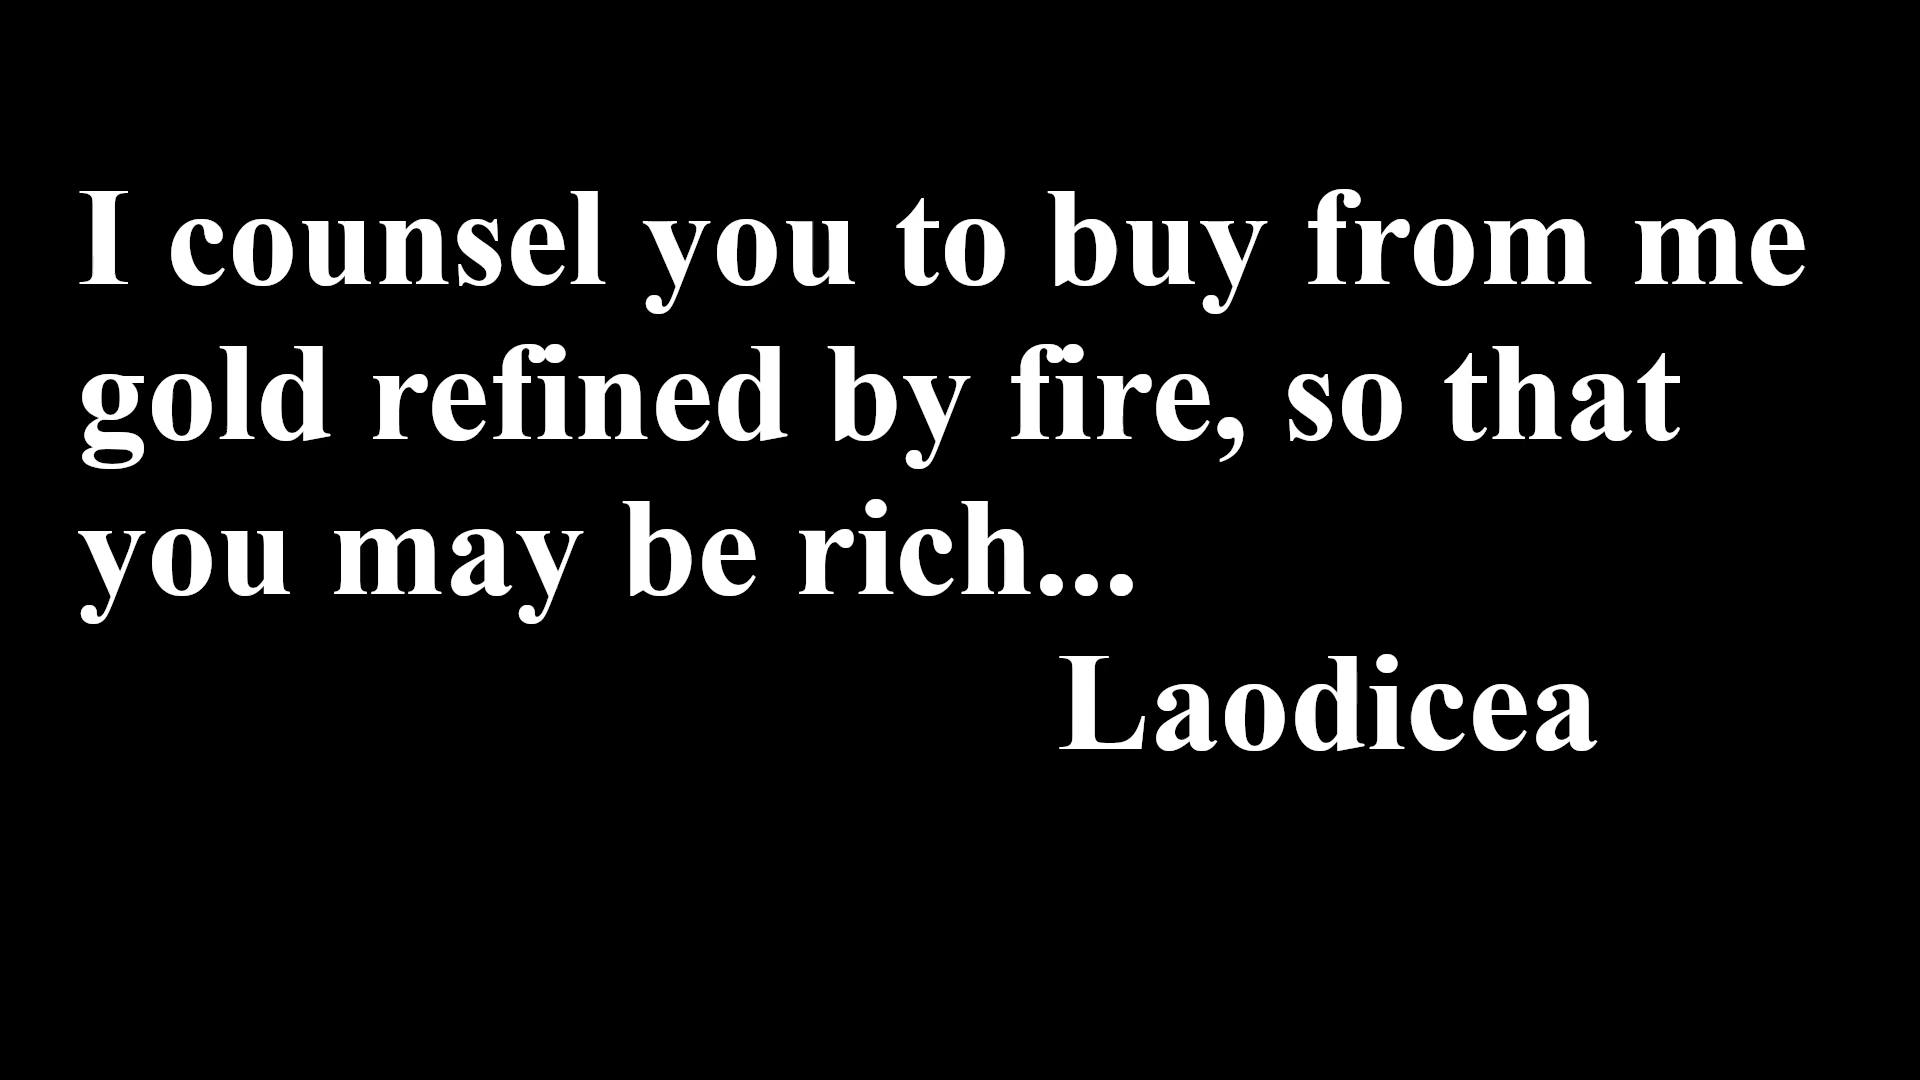 I counsel you to buy from me
gold refined by fire, so that
you may be rich...
Laodicea